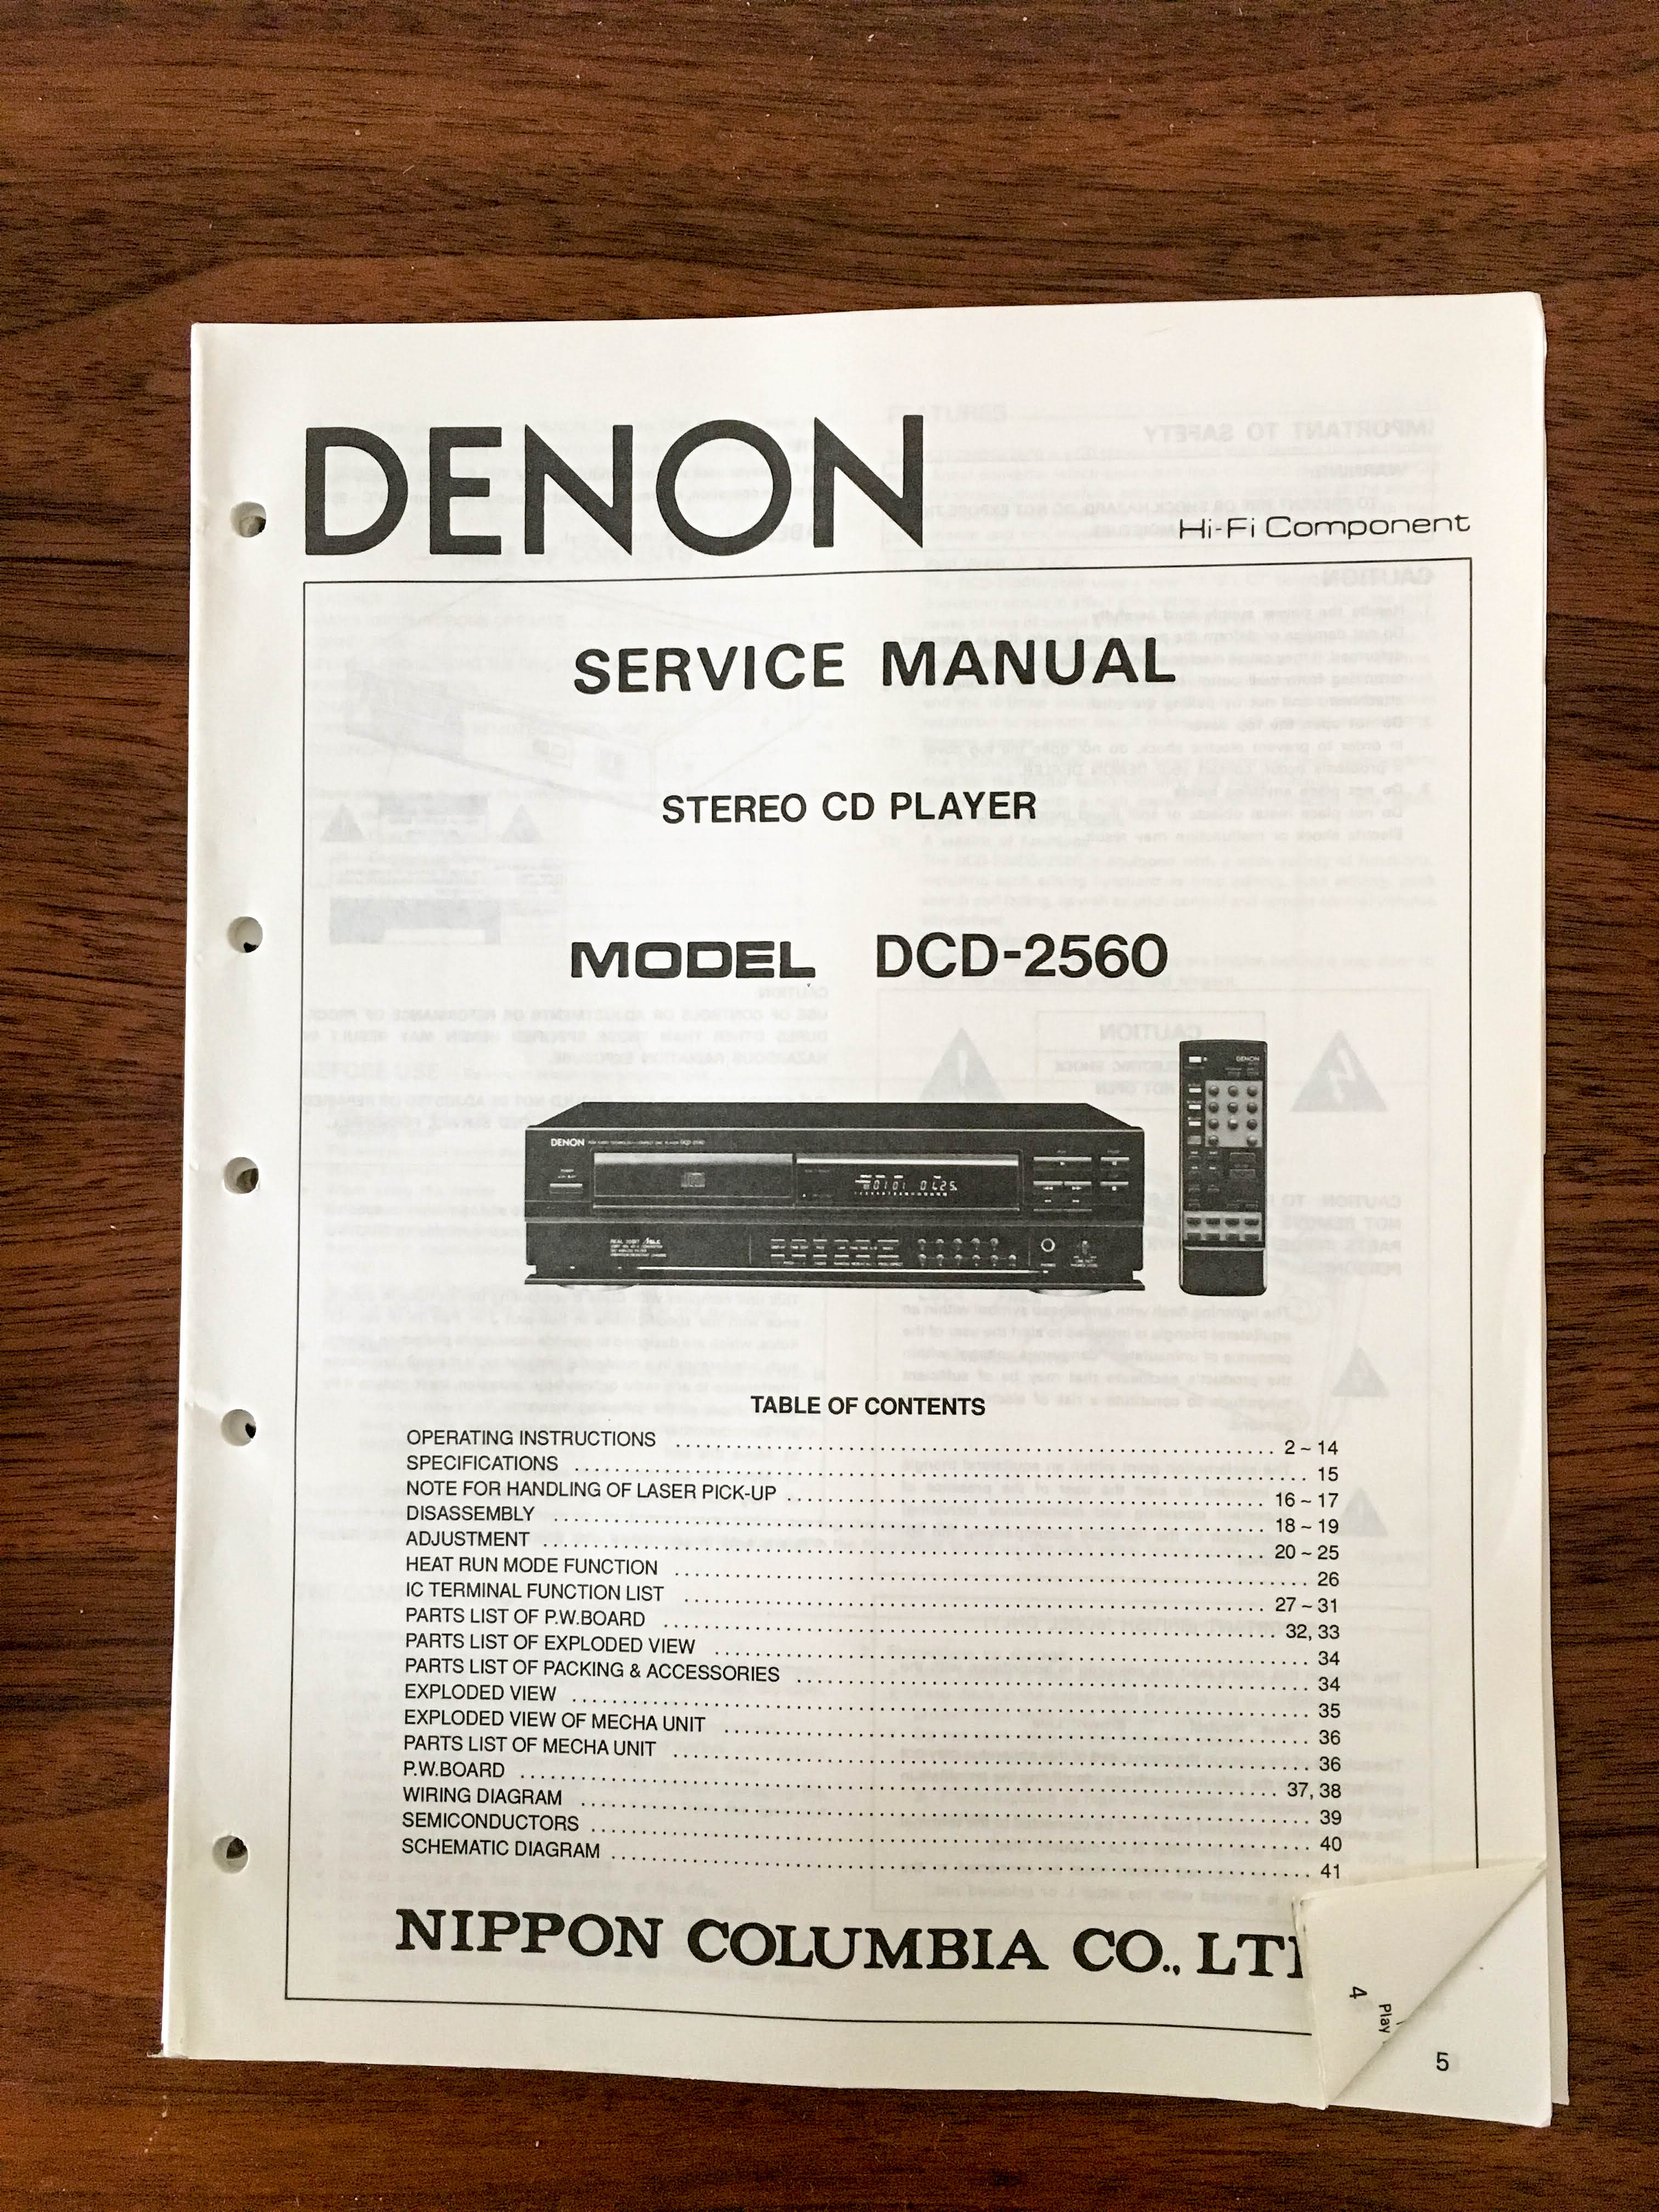 DENON
Hi-Fi Component
SERVICE MANUAL
STEREO CD PLAYER
MODEL DCD-2560
DENON
DENON
TABLE OF CONTENTS
OPERATING INSTRUCTIONS 2 ~ 14
SPECIFICATIONS 15
NOTE FOR HANDLING OF LASER PICK-UP 16 ~ 17
DISASSEMBLY 18 ~ 19
ADJUSTMENT 20 ~ 25
HEAT RUN MODE FUNCTION 26
IC TERMINAL FUNCTION LIST 27 ~ 31
PARTS LIST OF P.W.BOARD 32, 33
PARTS LIST OF EXPLODED VIEW 34
PARTS LIST OF PACKING & ACCESSORIES 34
EXPLODED VIEW 35
EXPLODED VIEW OF MECHA UNIT 36
PARTS LIST OF MECHA UNIT 36
P.W.BOARD 37, 38
WIRING DIAGRAM 39
SEMICONDUCTORS 40
SCHEMATIC DIAGRAM 41
NIPPON COLUMBIA CO., LT
4
Play
5